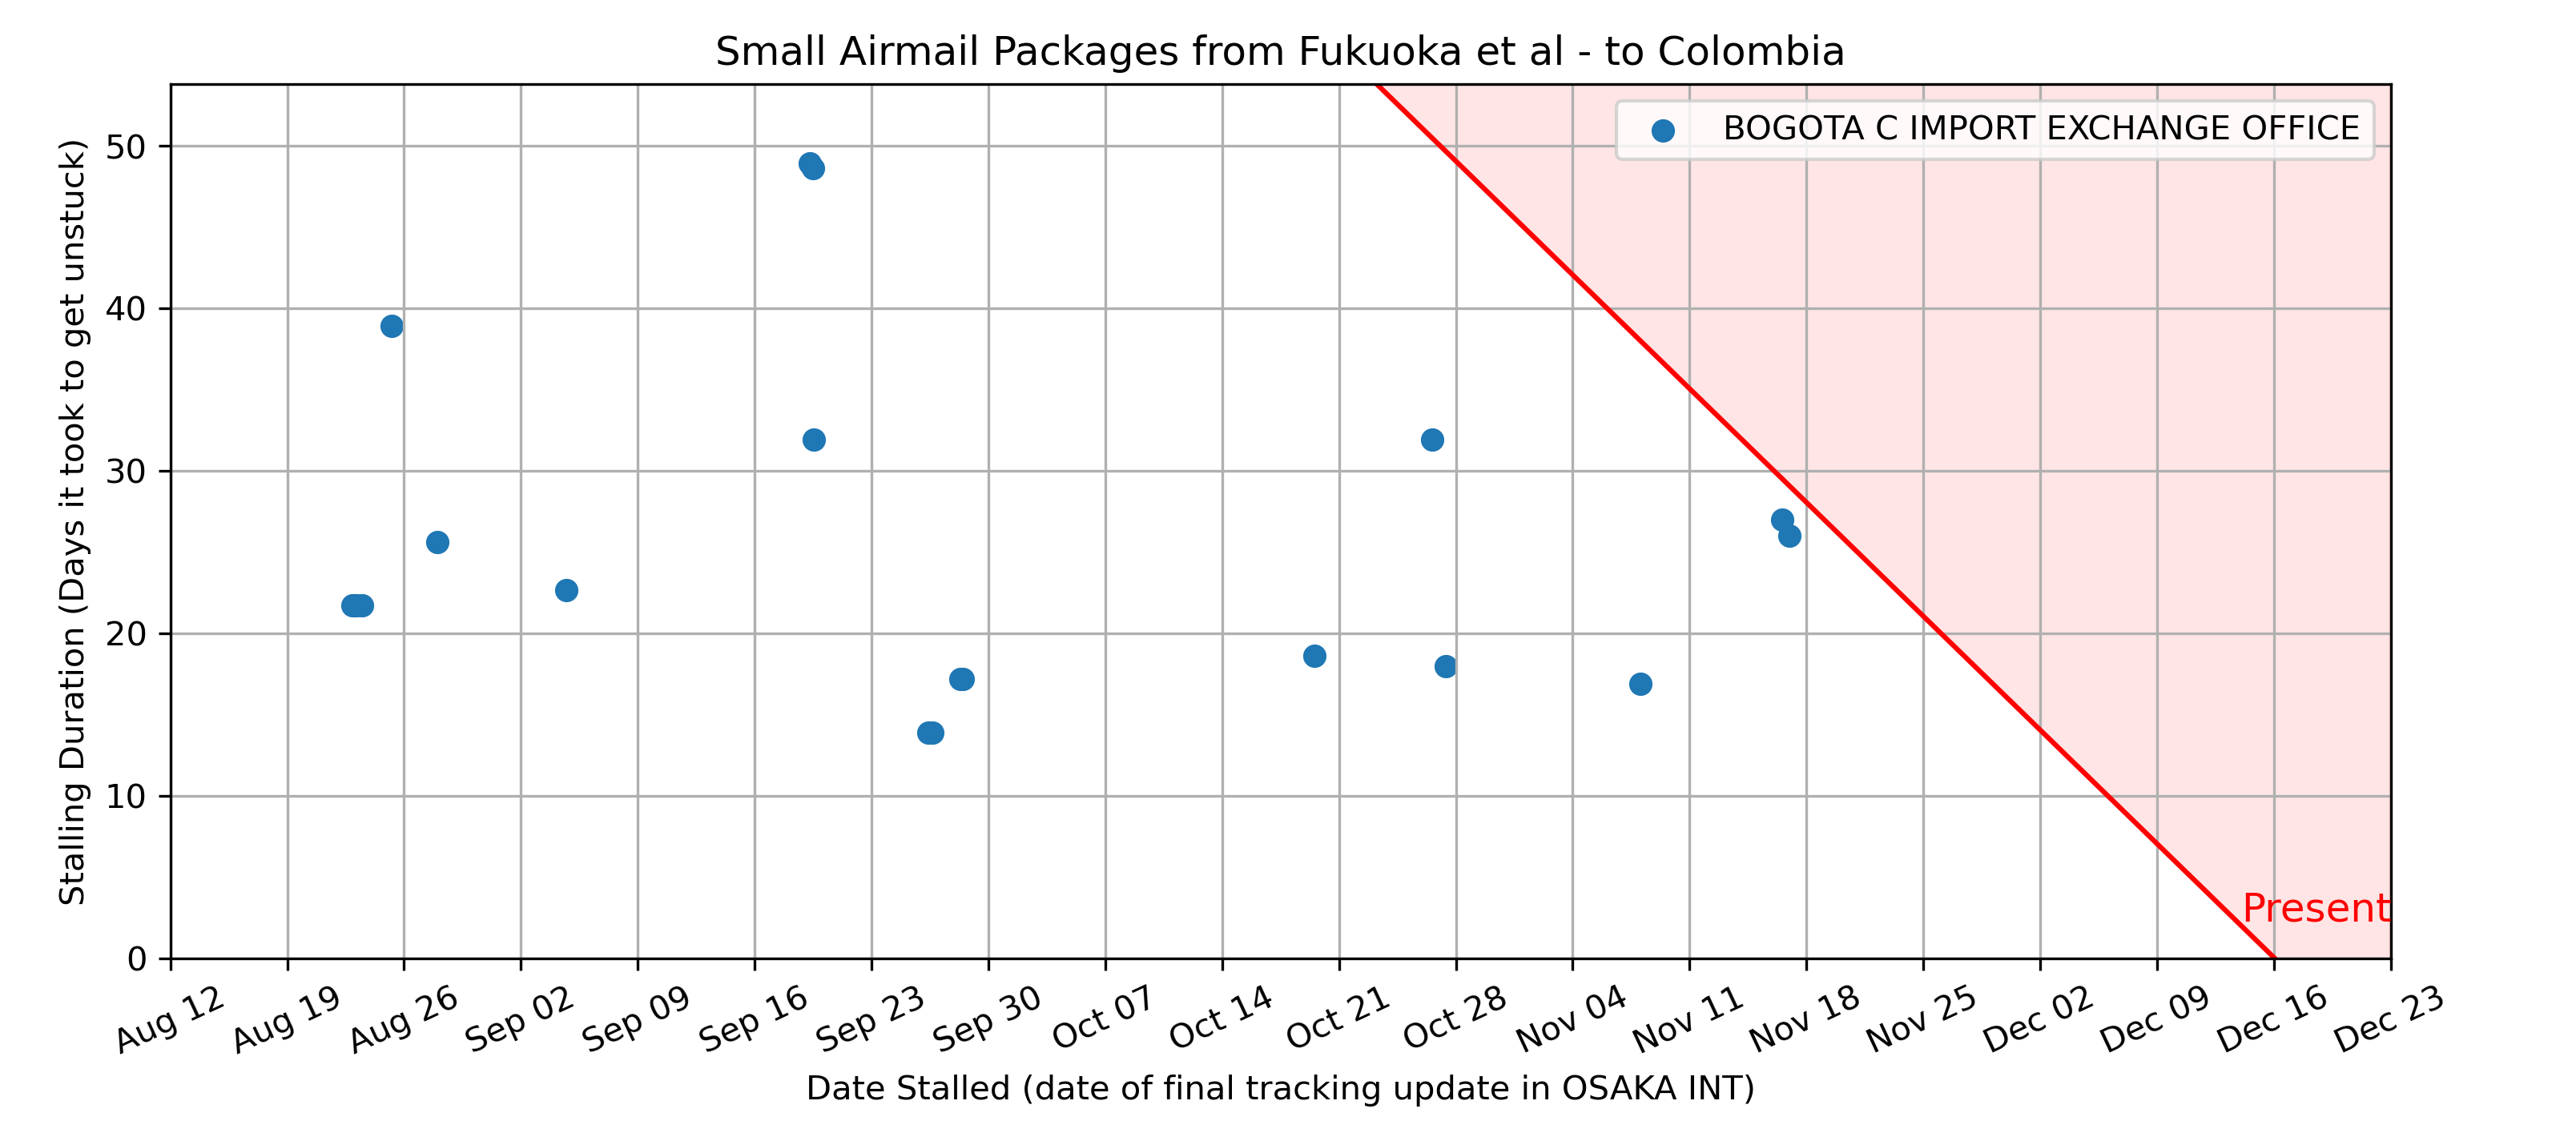 Small Airmail Packages from Fukuoka et al - to Colombia
BOGOTA C IMPORT EXCHANGE OFFICE
Stalling Duration (Days it took to get unstuck)
50
40
30
20
10
0
Present
Aug 12
Aug 19
Aug 26
Sep 02
Sep 09
Sep 16
Sep 23
Sep 30
Oct 07
Oct 14
Oct 21
Oct 28
Nov 04
Nov 11
Nov 18
Nov 25
Dec 02
Dec 09
Dec 16
Dec 23
Date Stalled (date of final tracking update in OSAKA INT)